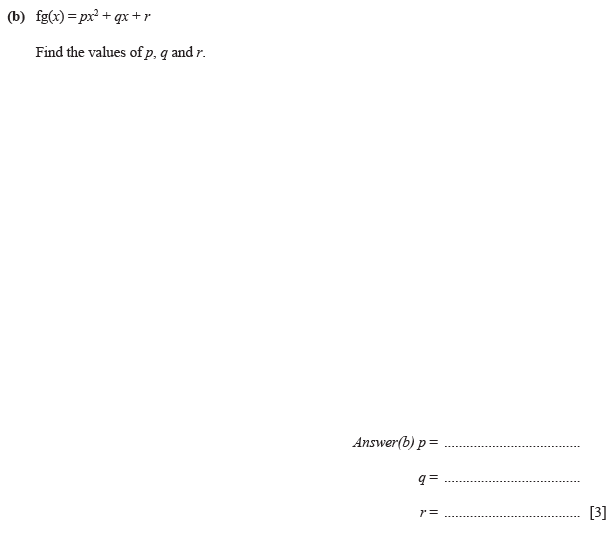 (b) fg(x) = px² + qx + r
Find the values of p, q and r.
Answer(b) p = ....................................
q = ....................................
r = .................................... [3]